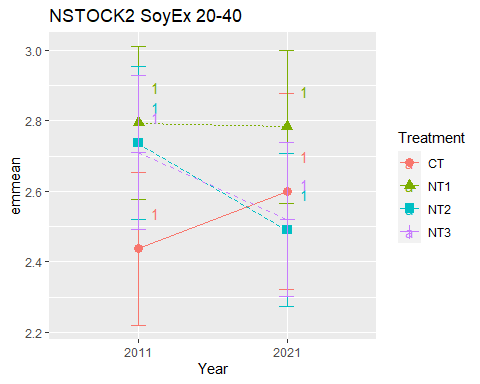 NSTOCK2 SoyEx 20-40
3.0
2.8
2.6
2.4
2.2
emmean
1
1
1
1
1
1
1
1
2011
2021
Year
Treatment
a CT
a NT1
a NT2
a NT3